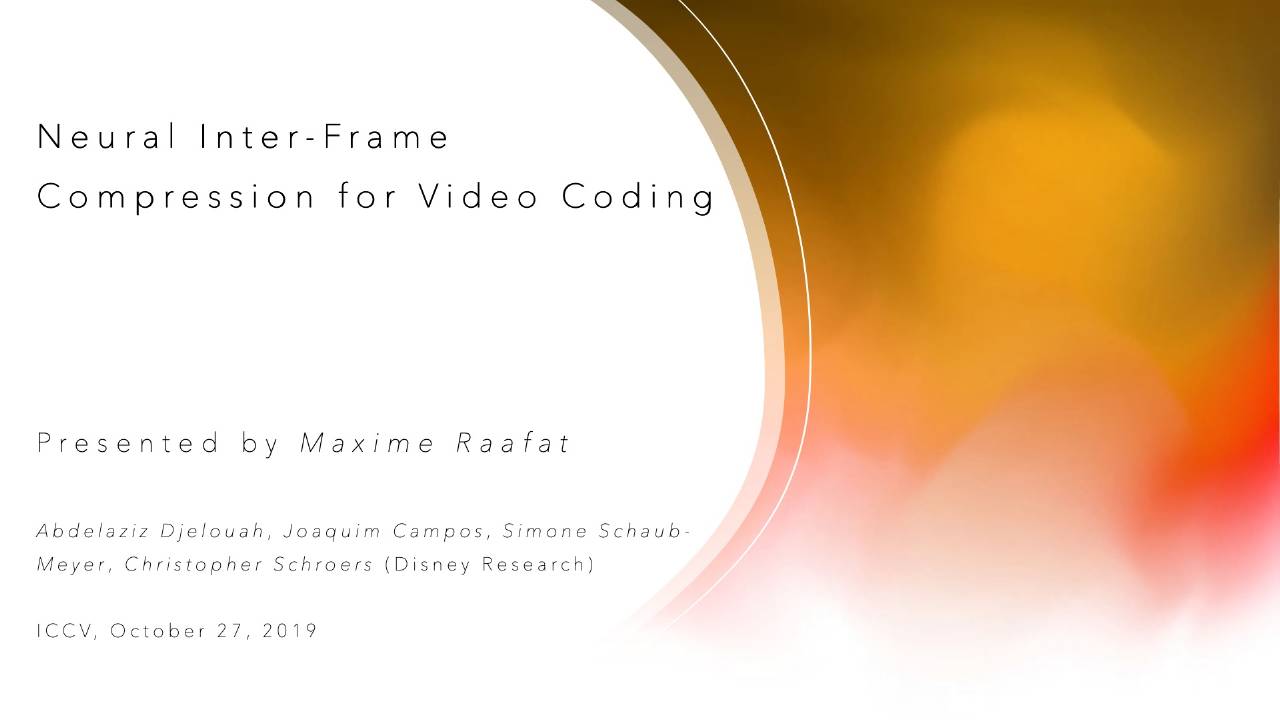 Neural Inter-Frame
Compression for Video Coding
Presented by Maxime Raafat
Abdelaziz Djelouah, Joaquim Campos, Simone Schaub-
Meyer, Christopher Schroers (Disney Research)
ICCV, October 27, 2019